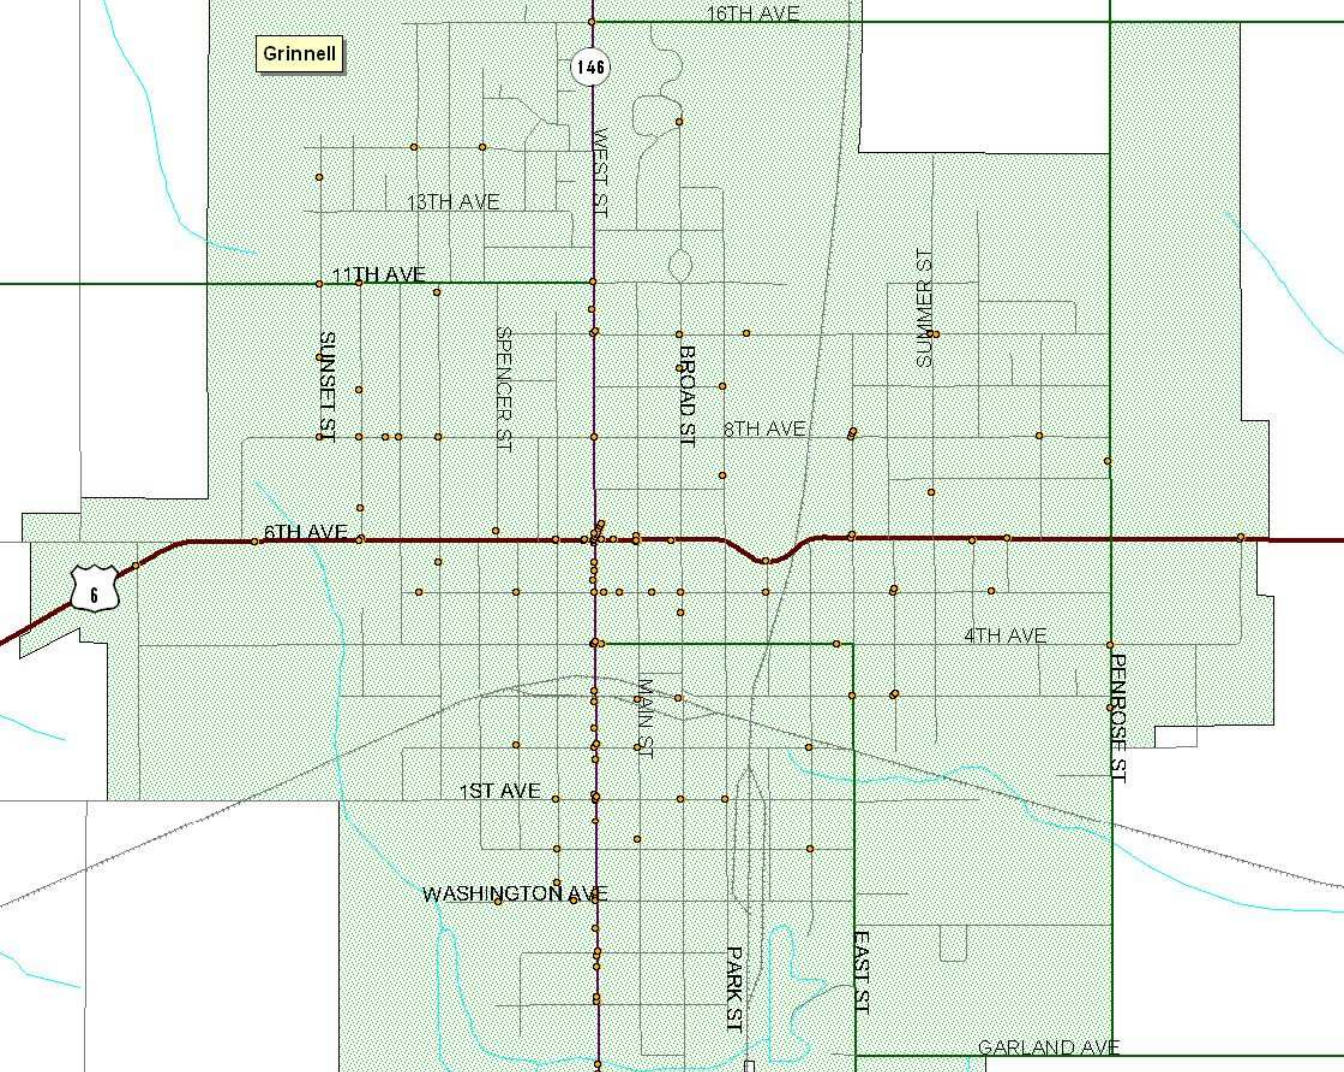 16TH AVE
Grinnell
146
WEST ST
13TH AVE
11TH AVE
SUMMER ST
SUNSET ST
SPENCER ST
BROAD ST
8TH AVE
6TH AVE
6
4TH AVE
MAIN ST
PENROSE ST
1ST AVE
WASHINGTON AVE
PARK ST
EAST ST
GARLAND AVE